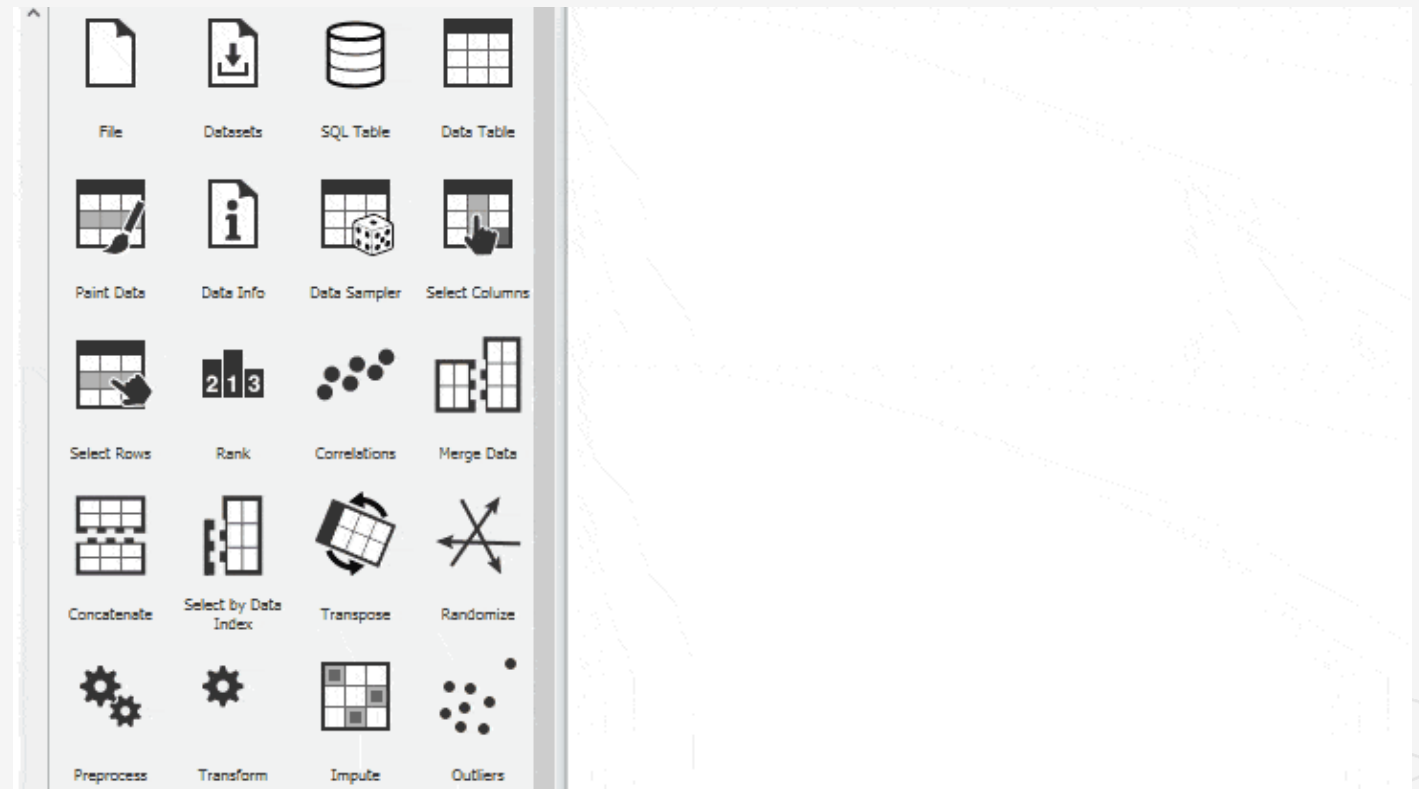 File
Datasets
SQL Table
Data Table
Paint Data
Data Info
Data Sampler
Select Columns
Select Rows
2 1 3
Rank
Correlations
Merge Data
Concatenate
Select by Data
Index
Transpose
Randomize
Preprocess
Transform
Impute
Outliers